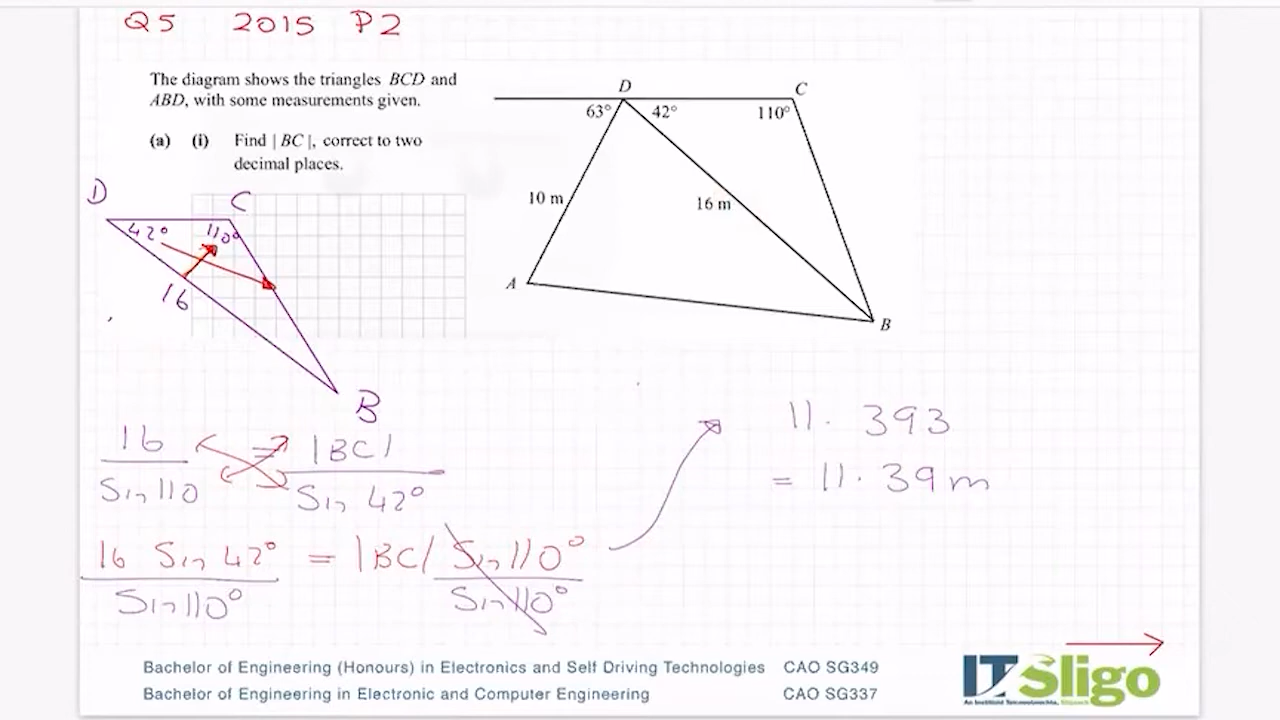 Q5 2015 P2
The diagram shows the triangles BCD and
ABD, with some measurements given.
(a) (i) Find | BC |, correct to two
decimal places.
D C
63° 42° 110°
10 m
16 m
A
B
D C
42° 110°
16
B
16 = |BC|
Sin 110 Sin 42°
16 Sin 42° = |BC| Sin 110°
Sin 110° Sin 110°
11. 393
= 11. 39m
Bachelor of Engineering (Honours) in Electronics and Self Driving Technologies CAO SG349
Bachelor of Engineering in Electronic and Computer Engineering CAO SG337
IT Sligo